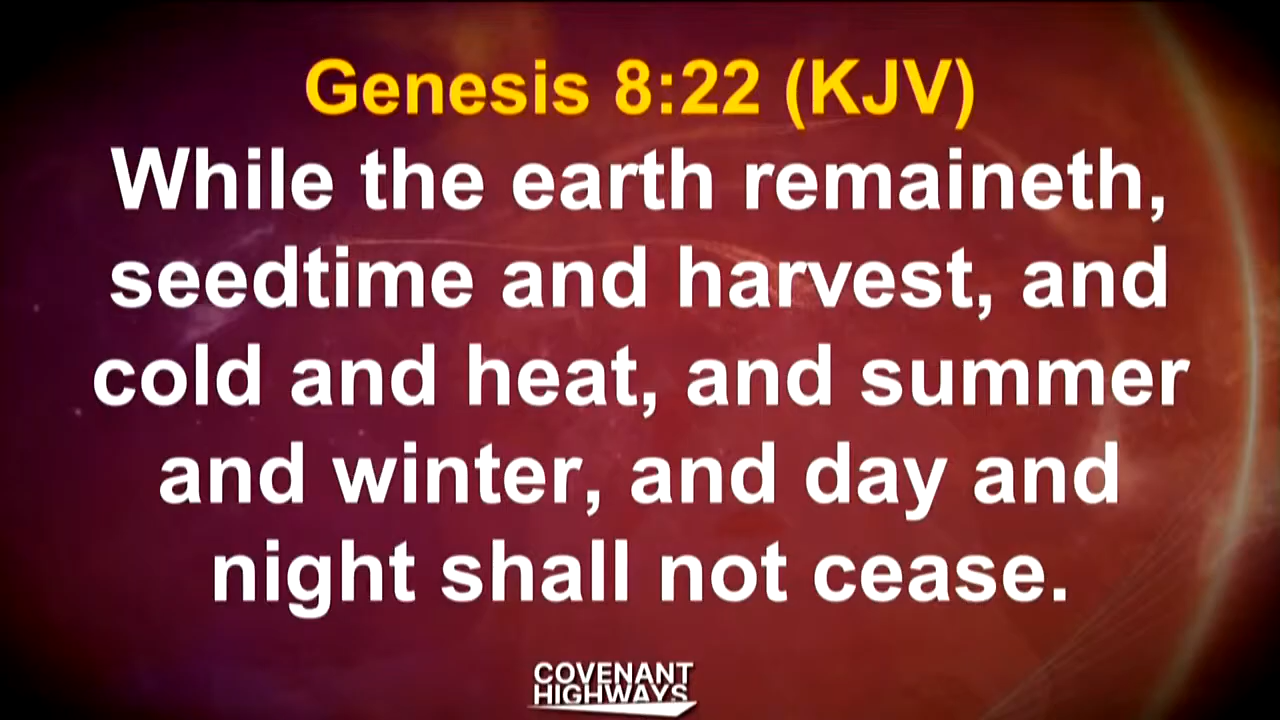 Genesis 8:22 (KJV)
While the earth remaineth,
seedtime and harvest, and
cold and heat, and summer
and winter, and day and
night shall not cease.
COVENANT
HIGHWAYS